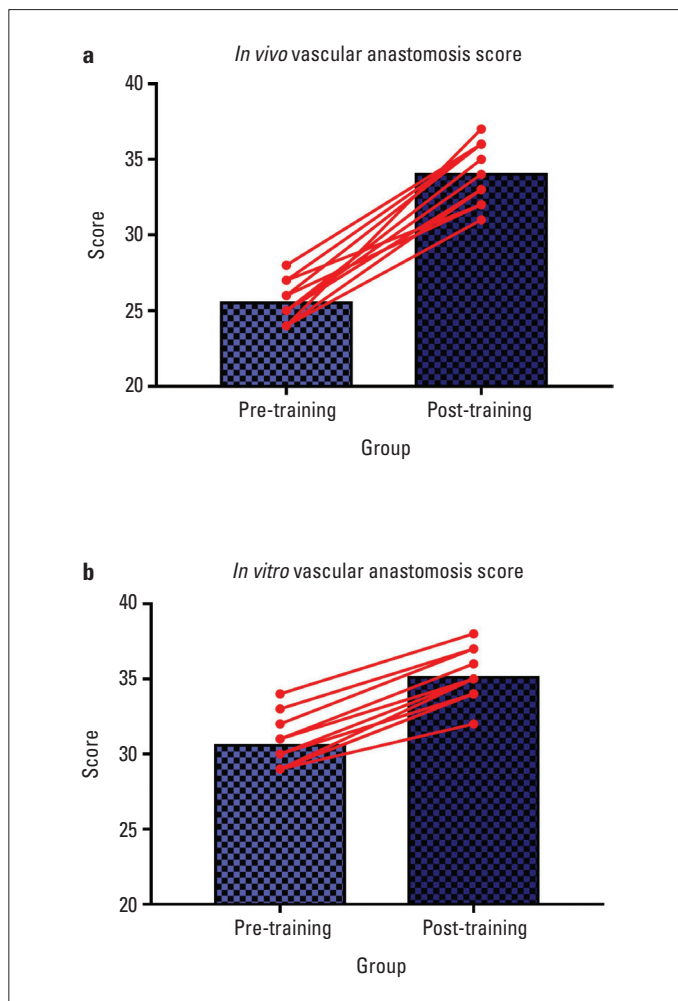 a
In vivo vascular anastomosis score
40
35
30
25
20
Score
Pre-training
Post-training
Group
b
In vitro vascular anastomosis score
40
35
30
25
20
Score
Pre-training
Post-training
Group